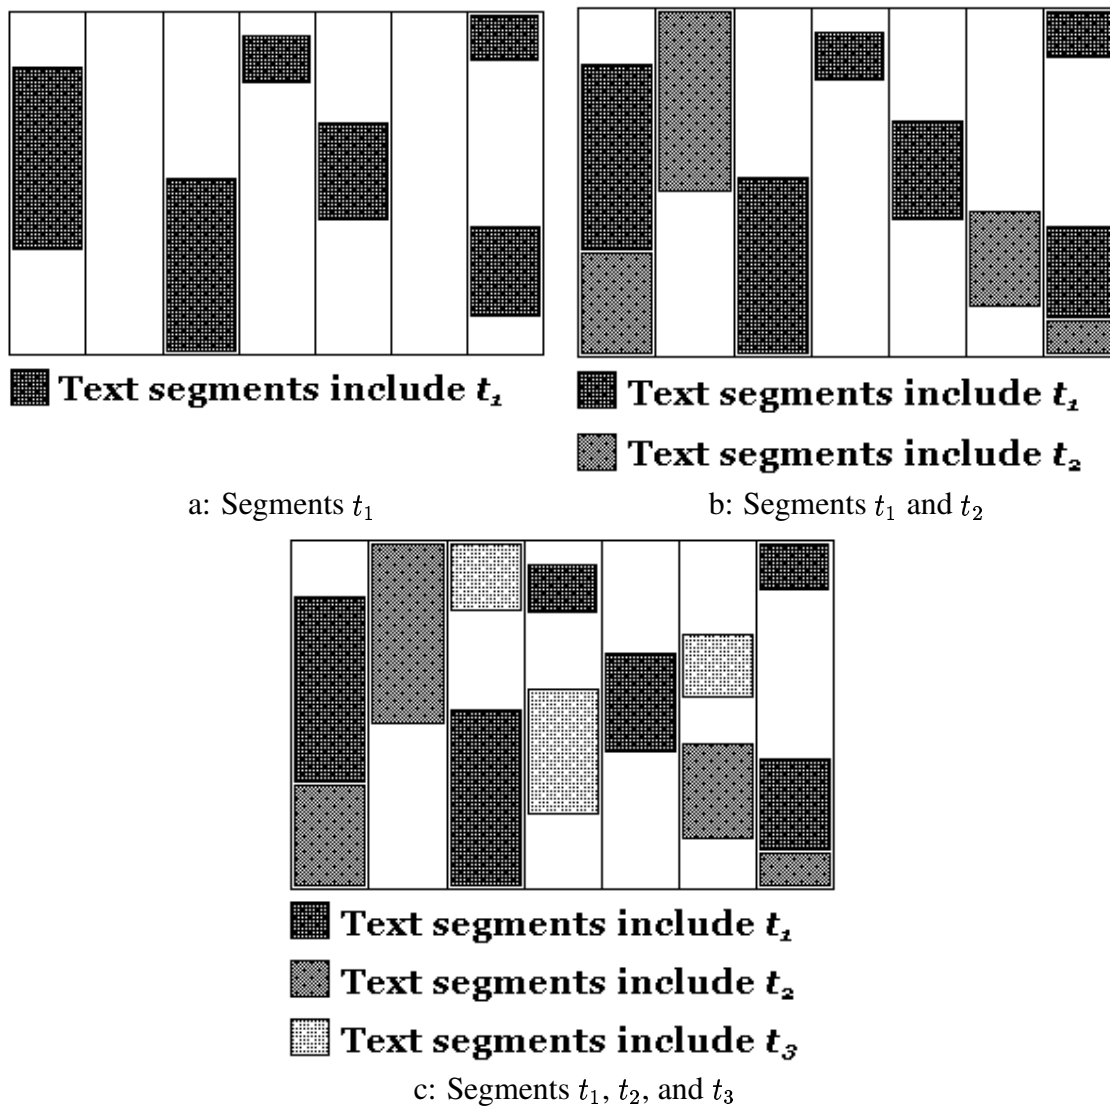 Text segments include t₁
Text segments include t₁
Text segments include t₂
a: Segments t₁
b: Segments t₁ and t₂
Text segments include t₁
Text segments include t₂
Text segments include t₃
c: Segments t₁, t₂, and t₃